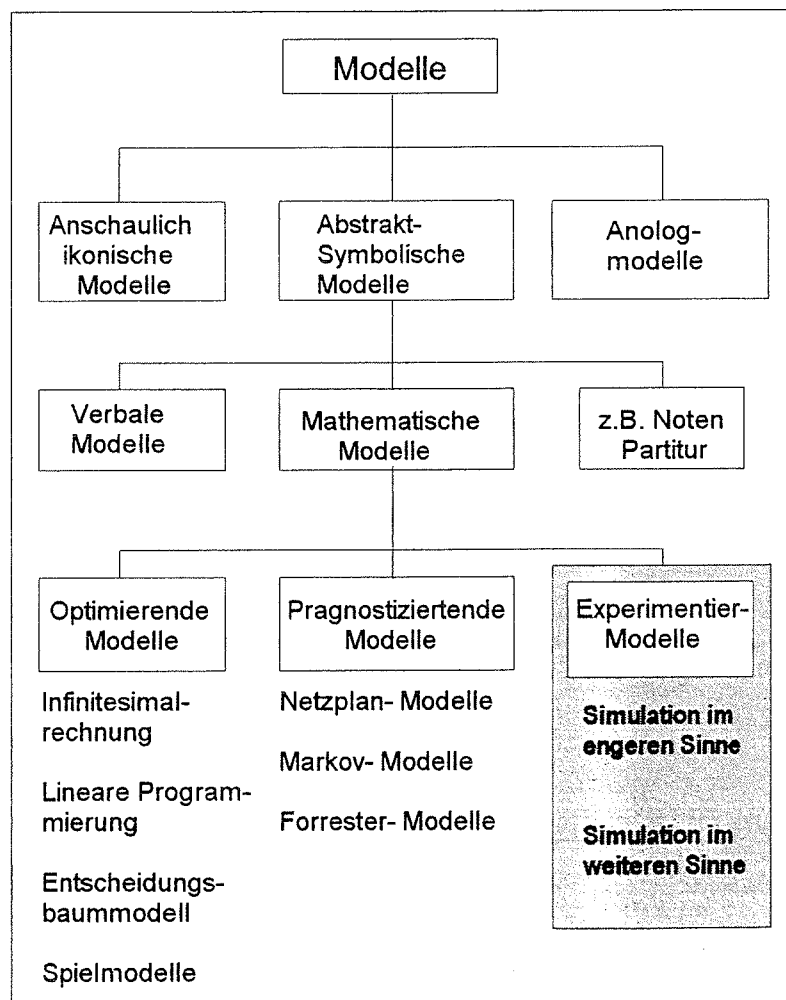 Modelle
Anschaulich
ikonische
Modelle
Abstrakt-
Symbolische
Modelle
Anolog-
modelle
Verbale
Modelle
Mathematische
Modelle
z.B. Noten
Partitur
Optimierende
Modelle
Pragnostiziertende
Modelle
Experimentier-
Modelle
Infinitesimal-
rechnung
Lineare Program-
mierung
Entscheidungs-
baummodell
Spielmodelle
Netzplan- Modelle
Markov- Modelle
Forrester- Modelle
Simulation im
engeren Sinne
Simulation im
weiteren Sinne